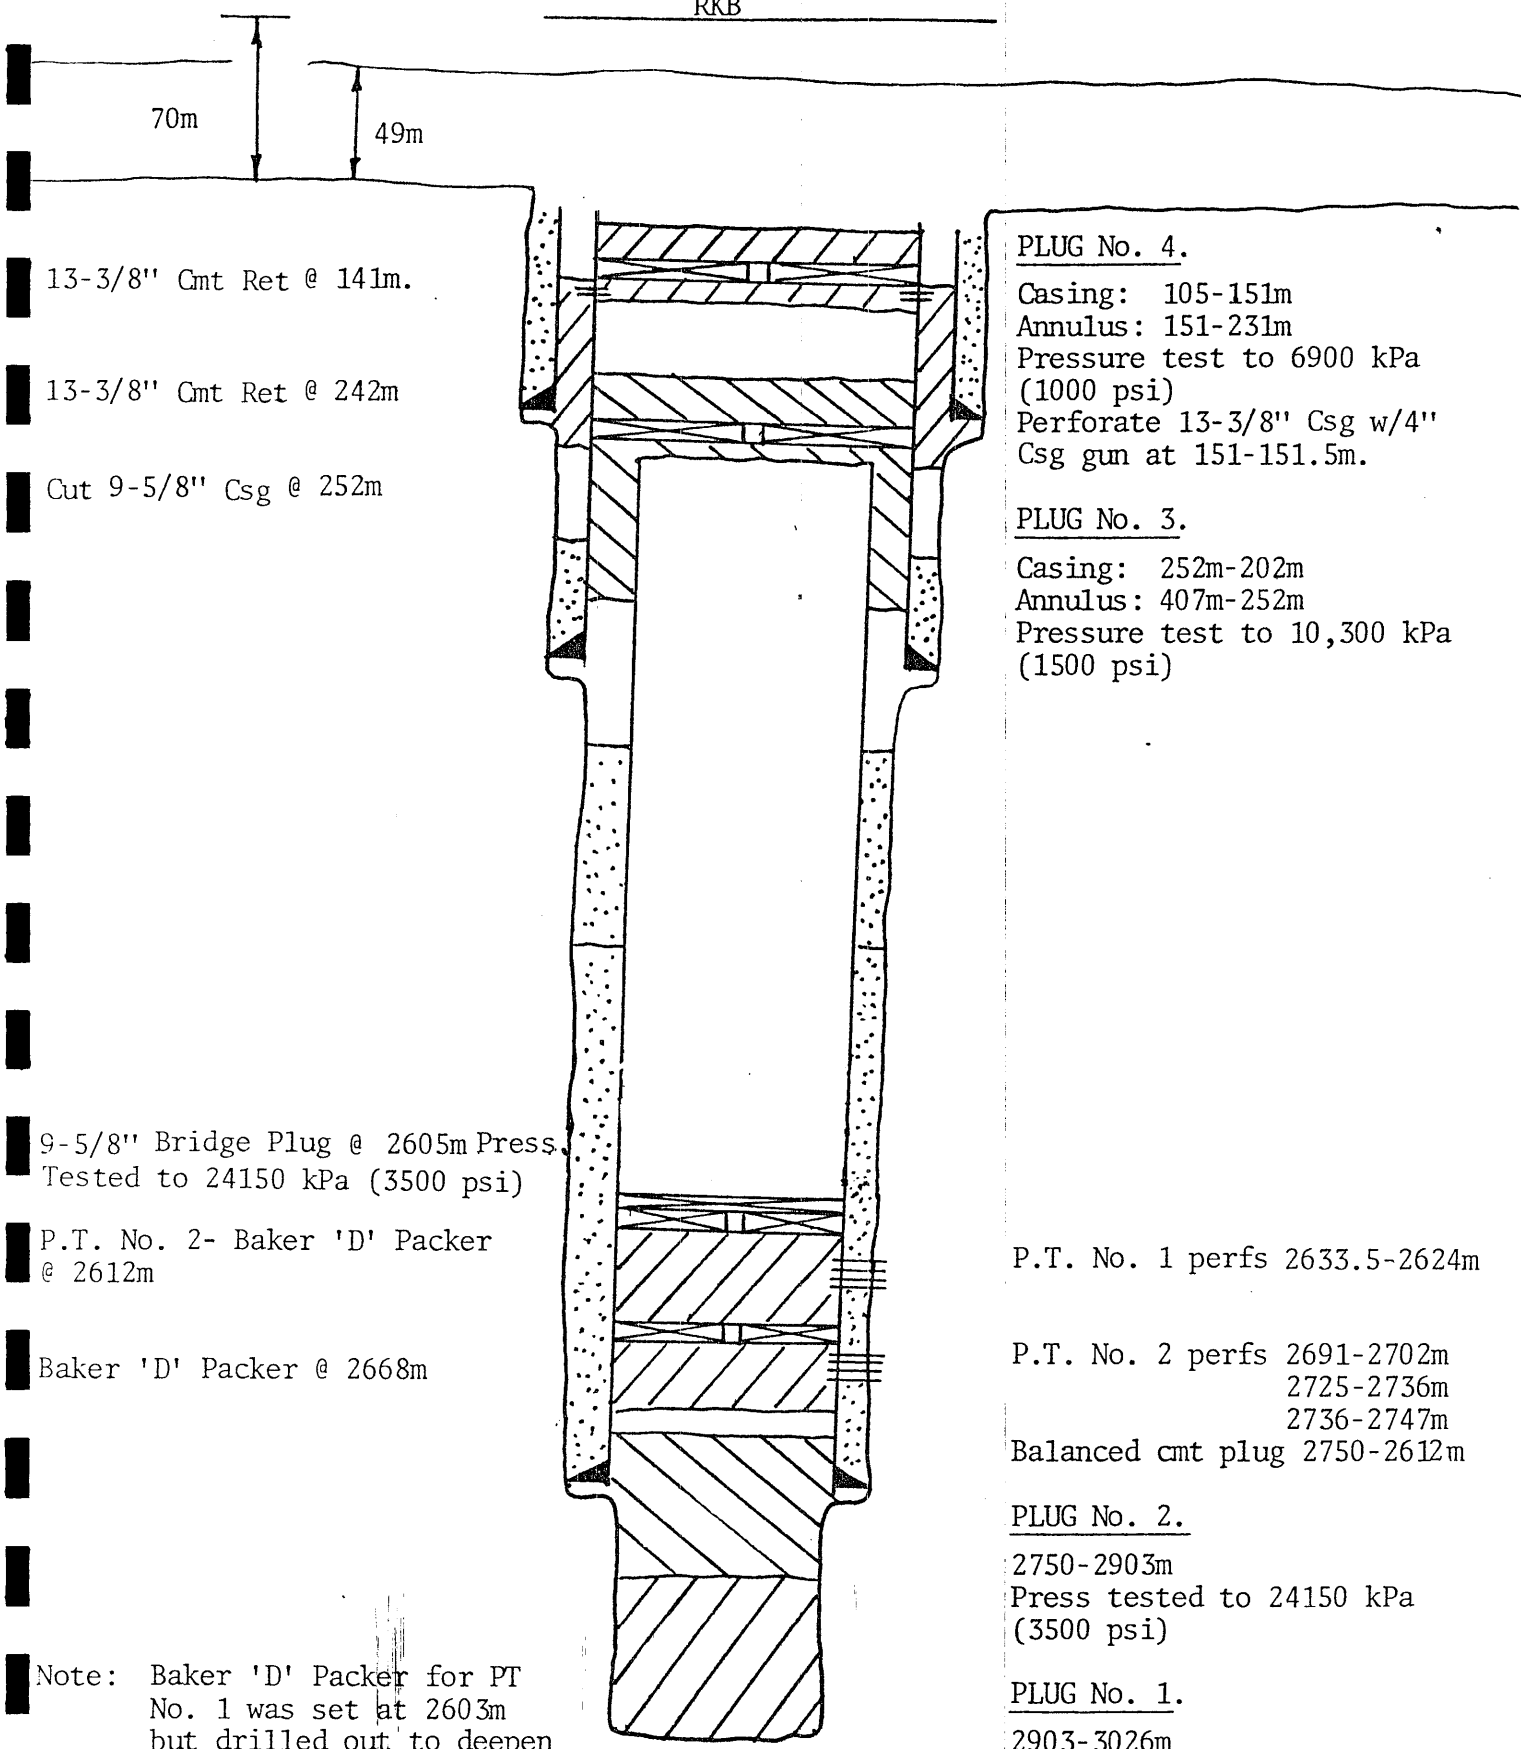 RKB
70m
49m
13-3/8" Cmt Ret @ 141m.
13-3/8" Cmt Ret @ 242m
Cut 9-5/8" Csg @ 252m
9-5/8" Bridge Plug @ 2605m Press.
Tested to 24150 kPa (3500 psi)
P.T. No. 2- Baker 'D' Packer
@ 2612m
Baker 'D' Packer @ 2668m
Note: Baker 'D' Packer for PT
No. 1 was set at 2603m
but drilled out to deepen
PLUG No. 4.
Casing: 105-151m
Annulus: 151-231m
Pressure test to 6900 kPa
(1000 psi)
Perforate 13-3/8" Csg w/4"
Csg gun at 151-151.5m.
PLUG No. 3.
Casing: 252m-202m
Annulus: 407m-252m
Pressure test to 10,300 kPa
(1500 psi)
P.T. No. 1 perfs 2633.5-2624m
P.T. No. 2 perfs 2691-2702m
2725-2736m
2736-2747m
Balanced cmt plug 2750-2612m
PLUG No. 2.
2750-2903m
Press tested to 24150 kPa
(3500 psi)
PLUG No. 1.
2903-3026m